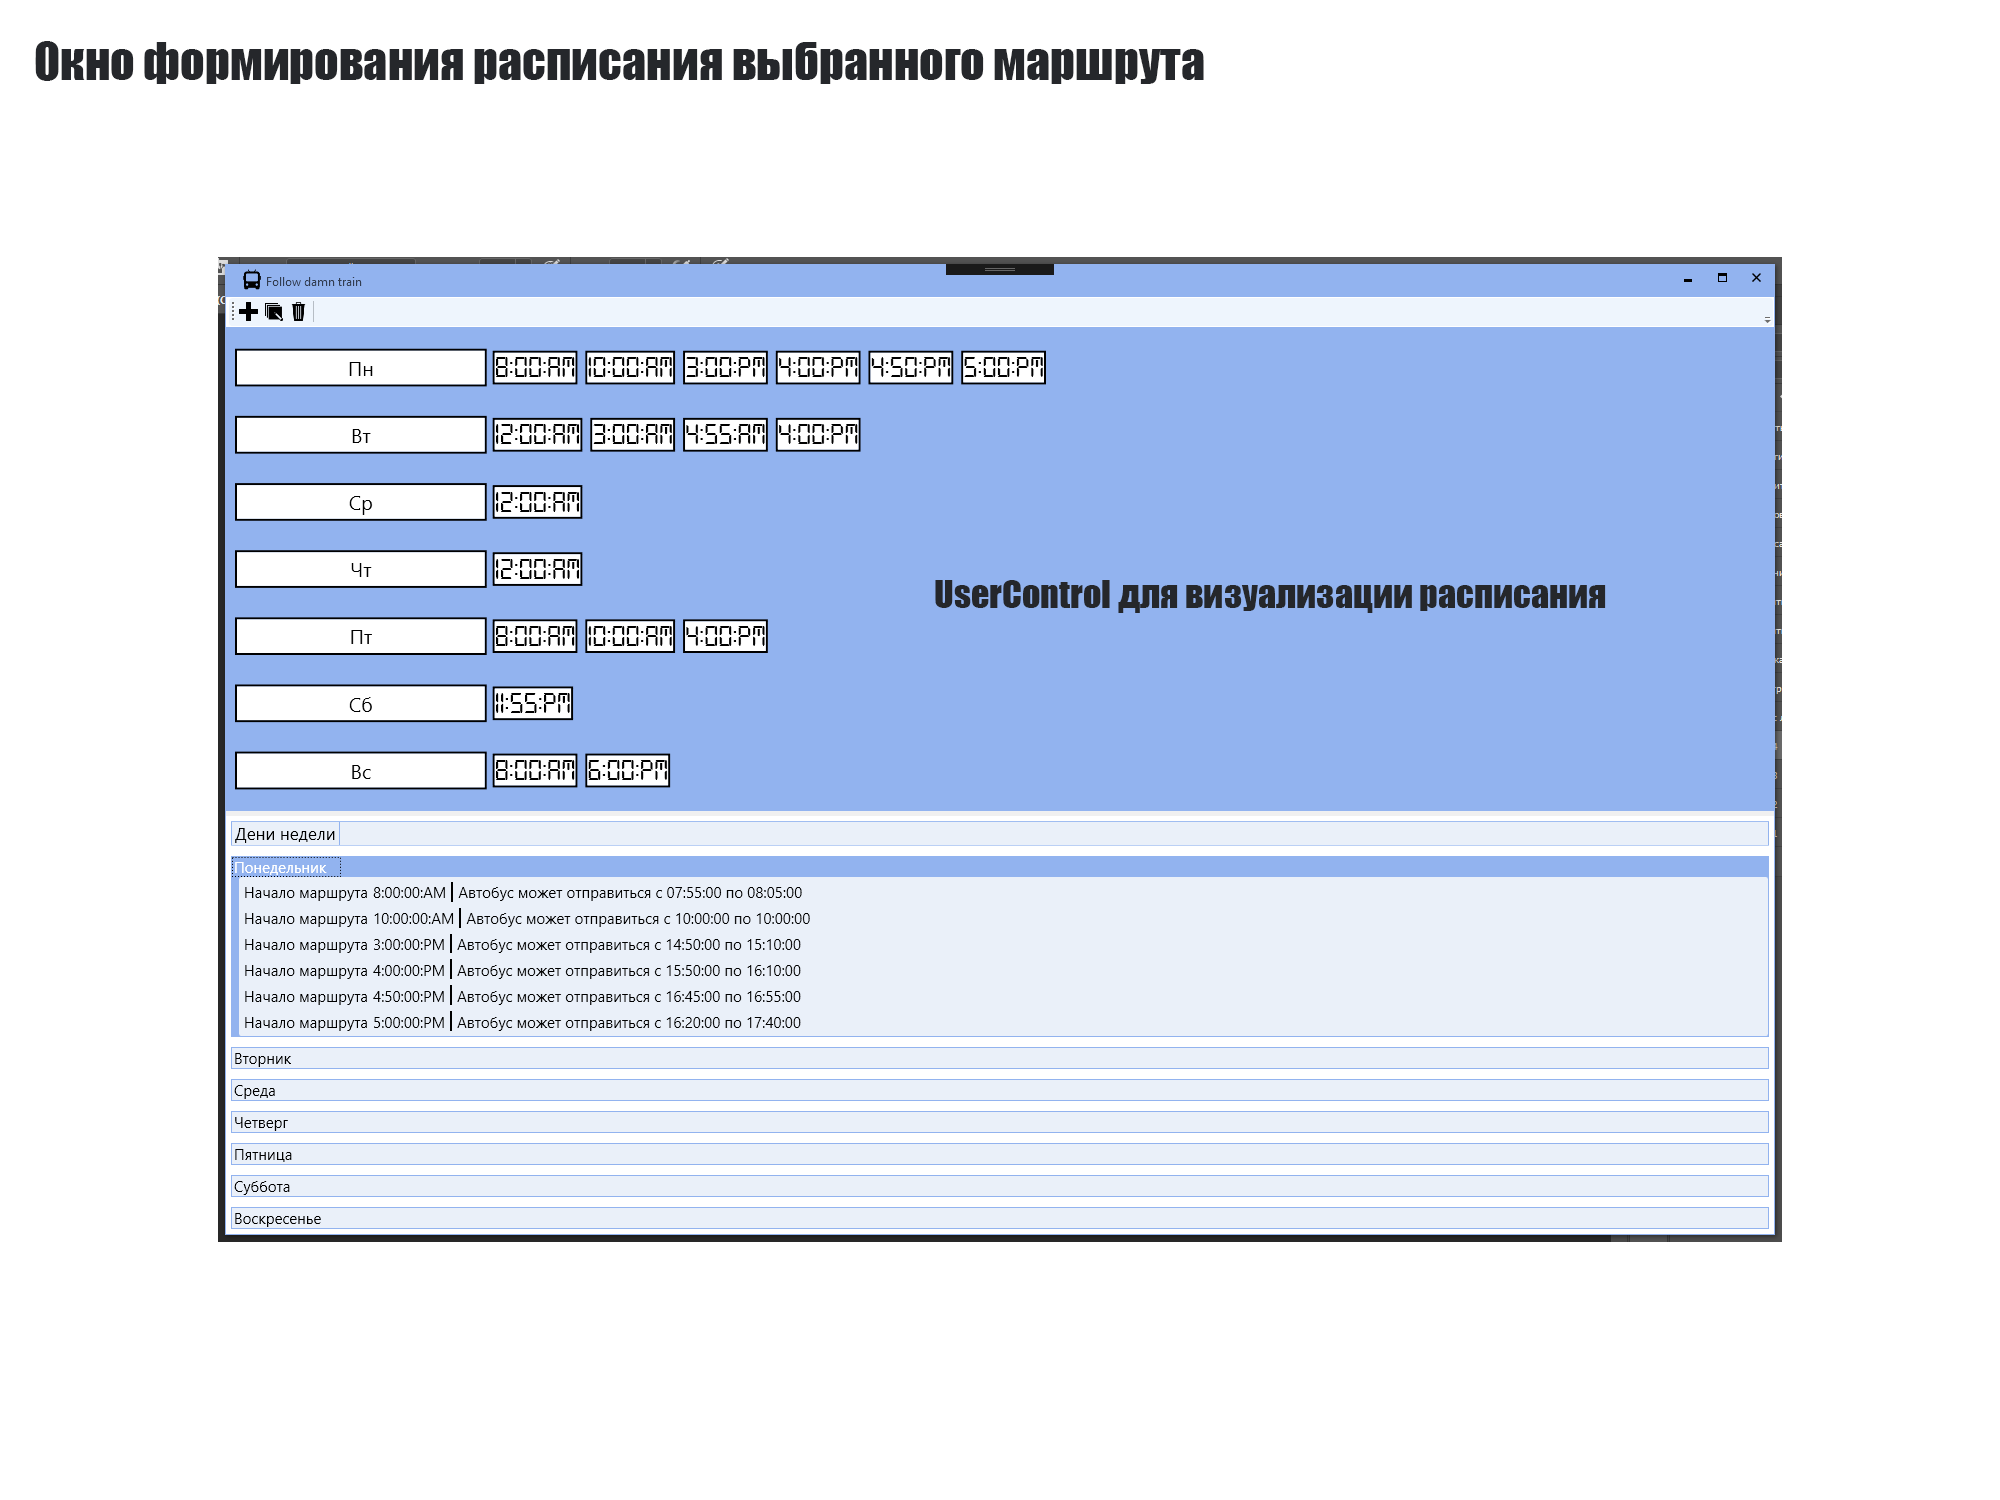 Окно формирования расписания выбранного маршрута
Follow damn train
Пн 8:00:AM 10:00:AM 3:00:PM 4:00:PM 4:50:PM 5:00:PM
Вт 12:00:AM 3:00:AM 4:55:AM 4:00:PM
Ср 12:00:AM
Чт 12:00:AM
UserControl для визуализации расписания
Пт 8:00:AM 10:00:AM 4:00:PM
Сб 11:55:PM
Вс 8:00:AM 6:00:PM
Дени недели
Понедельник
Начало маршрута 8:00:00:AM | Автобус может отправиться с 07:55:00 по 08:05:00
Начало маршрута 10:00:00:AM | Автобус может отправиться с 10:00:00 по 10:00:00
Начало маршрута 3:00:00:PM | Автобус может отправиться с 14:50:00 по 15:10:00
Начало маршрута 4:00:00:PM | Автобус может отправиться с 15:50:00 по 16:10:00
Начало маршрута 4:50:00:PM | Автобус может отправиться с 16:45:00 по 16:55:00
Начало маршрута 5:00:00:PM | Автобус может отправиться с 16:20:00 по 17:40:00
Вторник
Среда
Четверг
Пятница
Суббота
Воскресенье